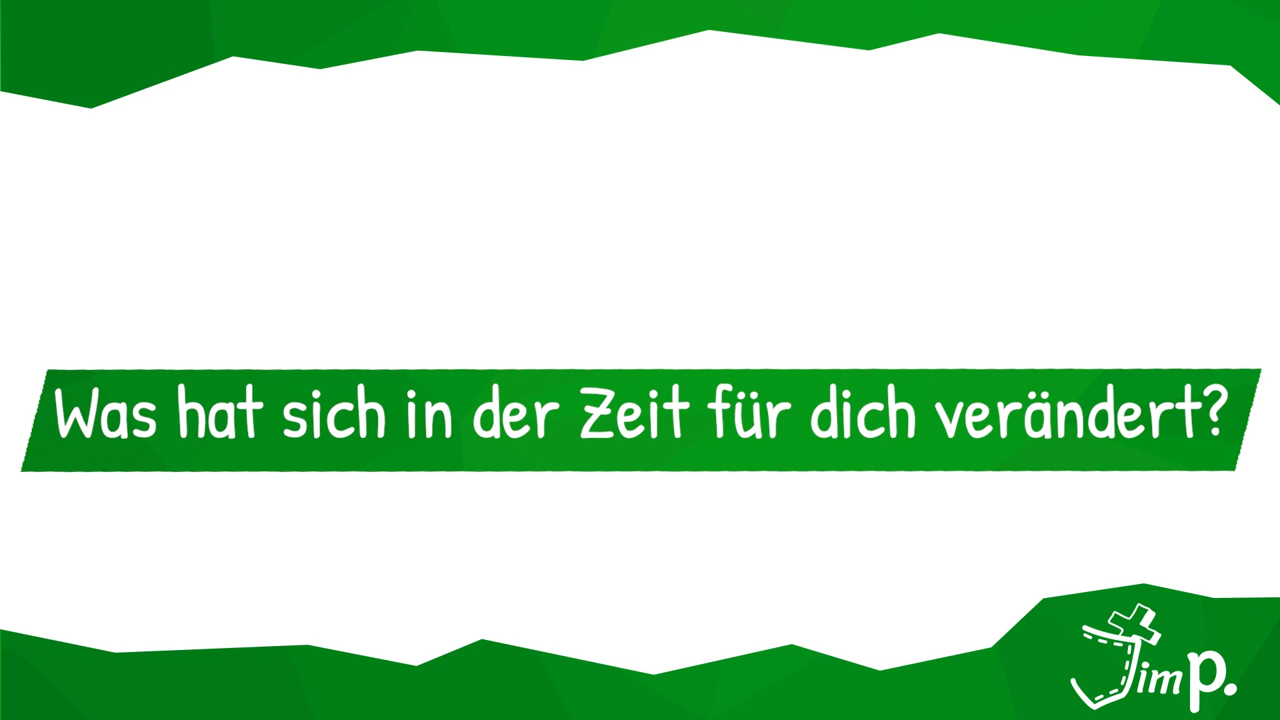 Was hat sich in der Zeit für dich verändert?
Jim p.